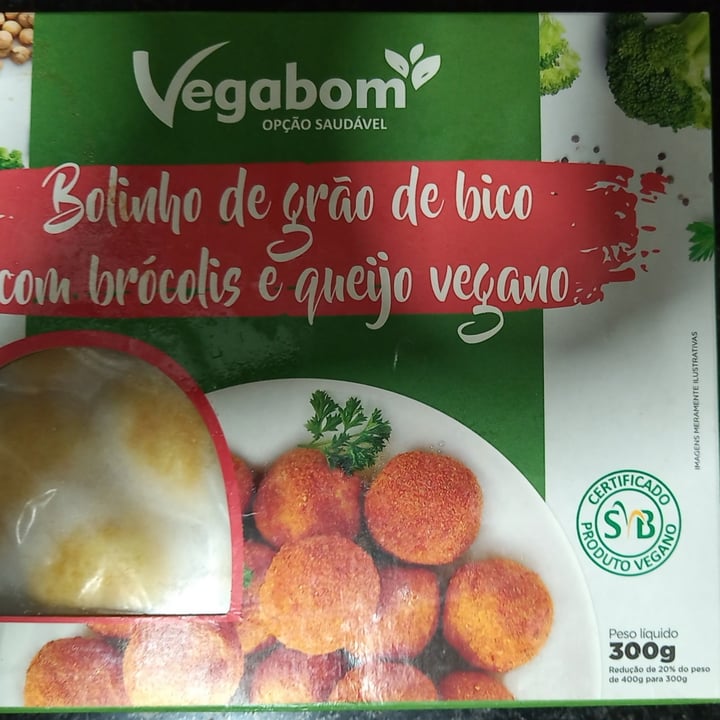 Vegabom
OPÇÃO SAUDÁVEL
Bolinho de grão de bico
com brócolis e queijo vegano
IMAGENS MERAMENTE ILUSTRATIVAS
CERTIFICADO
SVB
PRODUTO VEGANO
Peso líquido
300g
Redução de 20% do peso
de 400g para 300g